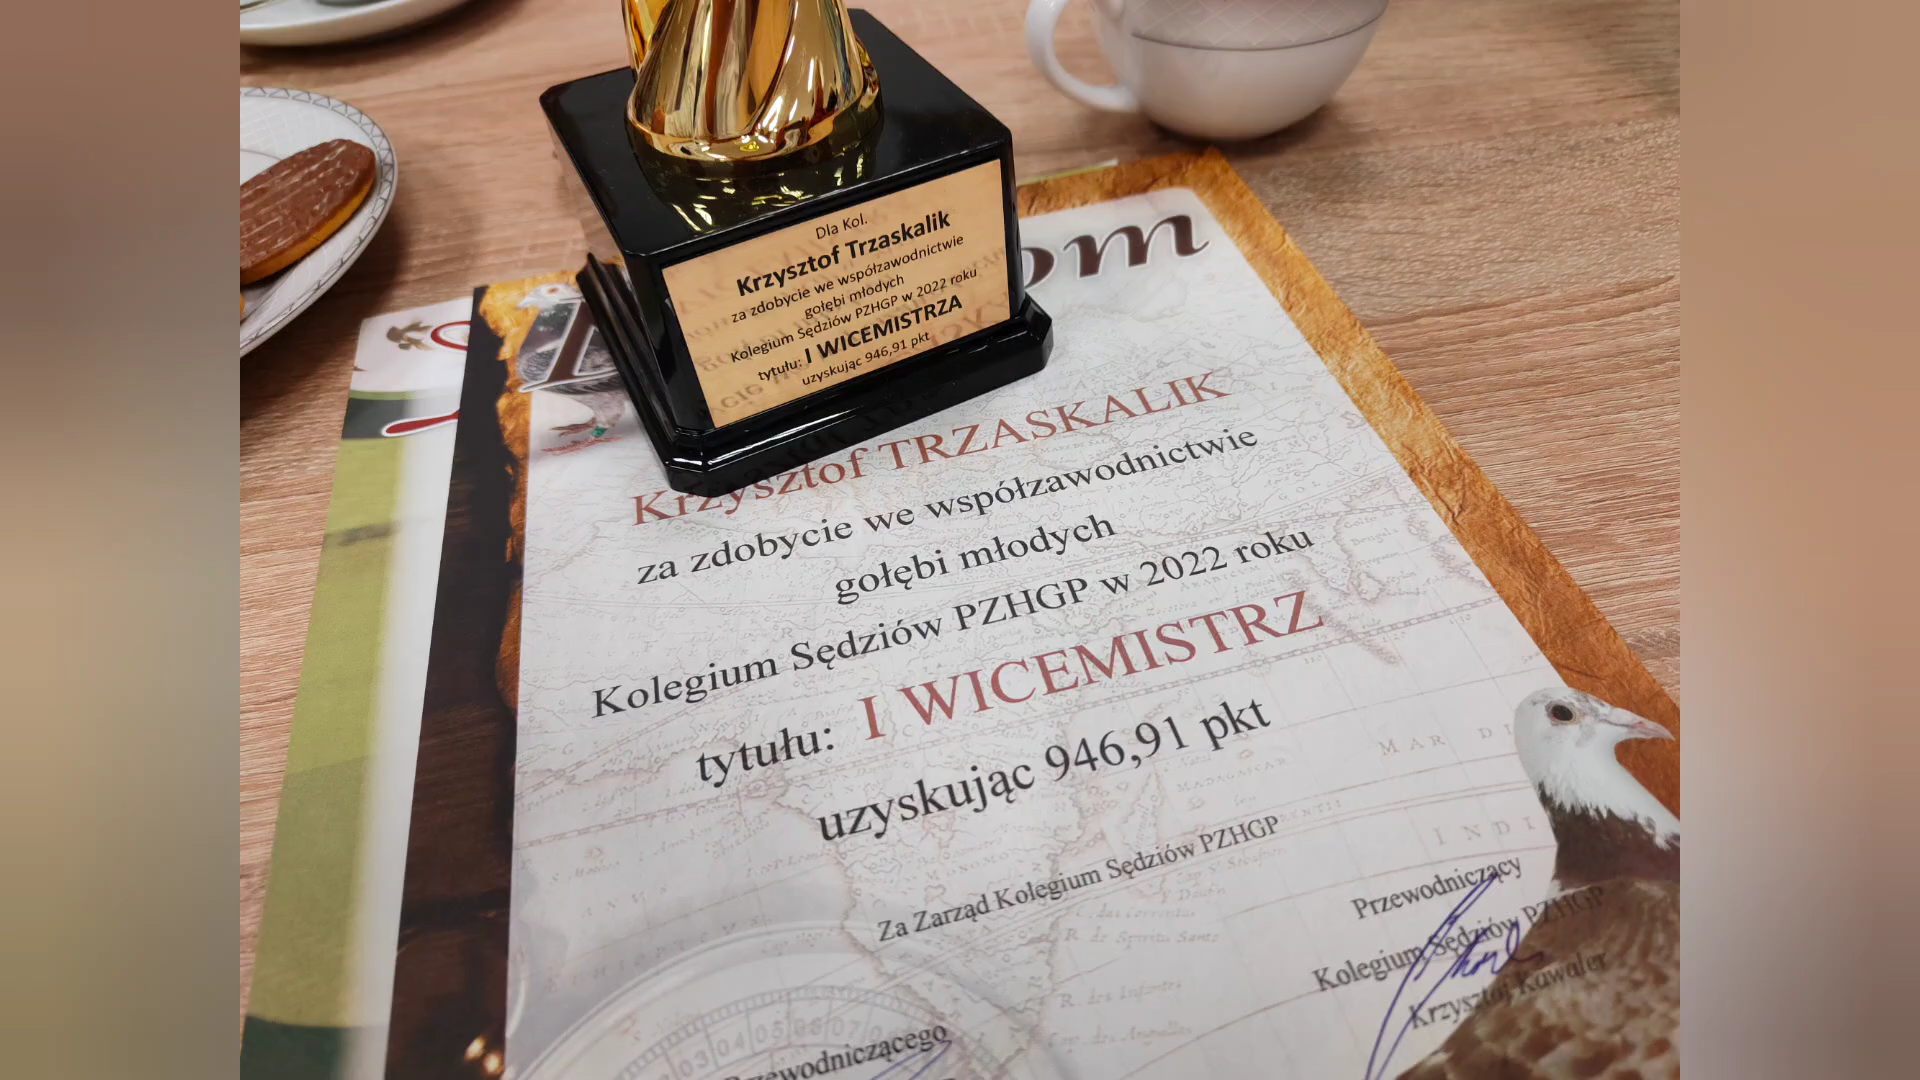 Dla Kol.
Krzysztof Trzaskalik
za zdobycie we współzawodnictwie
gołębi młodych
Kolegium Sędziów PZHGP w 2022 roku
tytułu: I WICEMISTRZA
uzyskując 946,91 pkt
Krzysztof TRZASKALIK
za zdobycie we współzawodnictwie
gołębi młodych
Kolegium Sędziów PZHGP w 2022 roku
tytułu: I WICEMISTRZ
uzyskując 946,91 pkt
Za Zarząd Kolegium Sędziów PZHGP
Przewodniczący
Kolegium Sędziów PZHGP
Krzysztof Kawaler